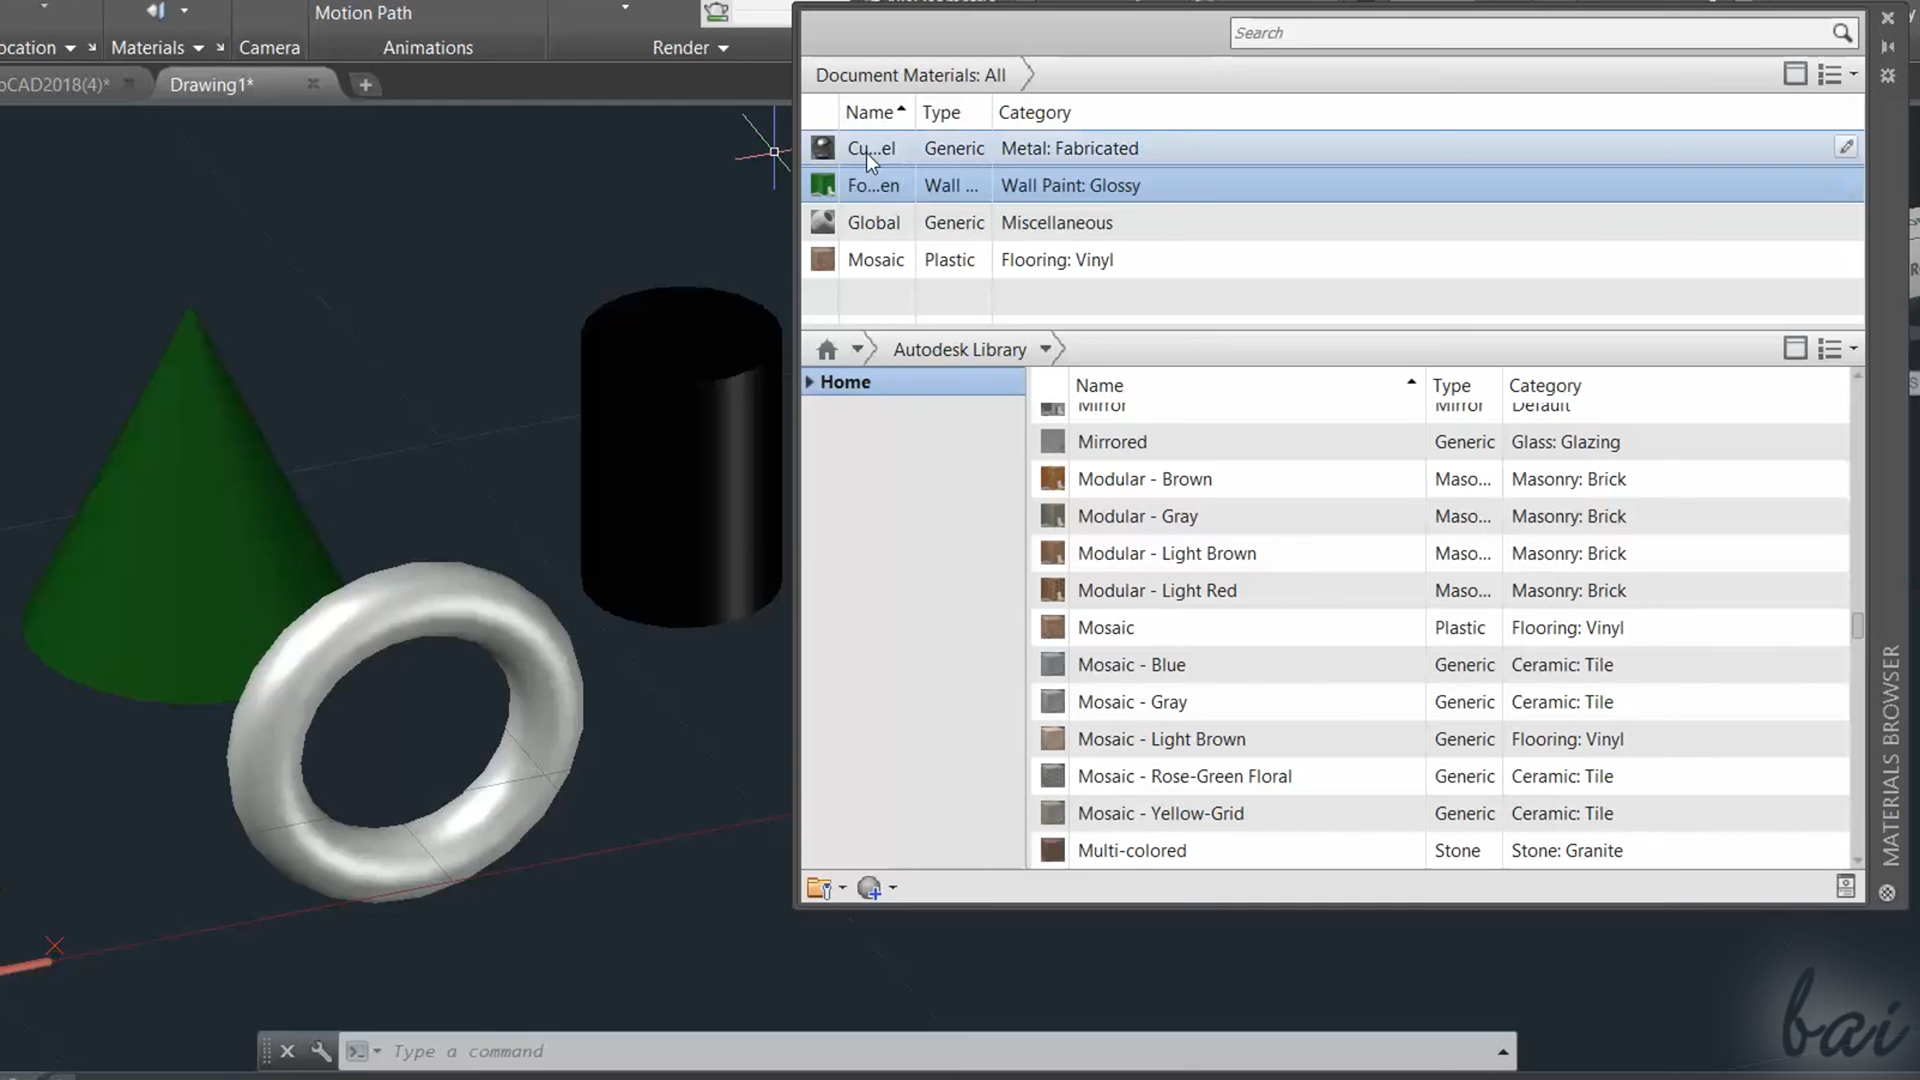 Motion Path
ocation
Materials
Camera
Animations
Render
oCAD2018(4)*
Drawing1*
Search
Document Materials: All
Name Type Category
Cu...el Generic Metal: Fabricated
Fo...en Wall ... Wall Paint: Glossy
Global Generic Miscellaneous
Mosaic Plastic Flooring: Vinyl
Autodesk Library
Home
Name Type Category
Mirror Mirror Default
Mirrored Generic Glass: Glazing
Modular - Brown Maso... Masonry: Brick
Modular - Gray Maso... Masonry: Brick
Modular - Light Brown Maso... Masonry: Brick
Modular - Light Red Maso... Masonry: Brick
Mosaic Plastic Flooring: Vinyl
Mosaic - Blue Generic Ceramic: Tile
Mosaic - Gray Generic Ceramic: Tile
Mosaic - Light Brown Generic Flooring: Vinyl
Mosaic - Rose-Green Floral Generic Ceramic: Tile
Mosaic - Yellow-Grid Generic Ceramic: Tile
Multi-colored Stone Stone: Granite
MATERIALS BROWSER
Type a command
bai